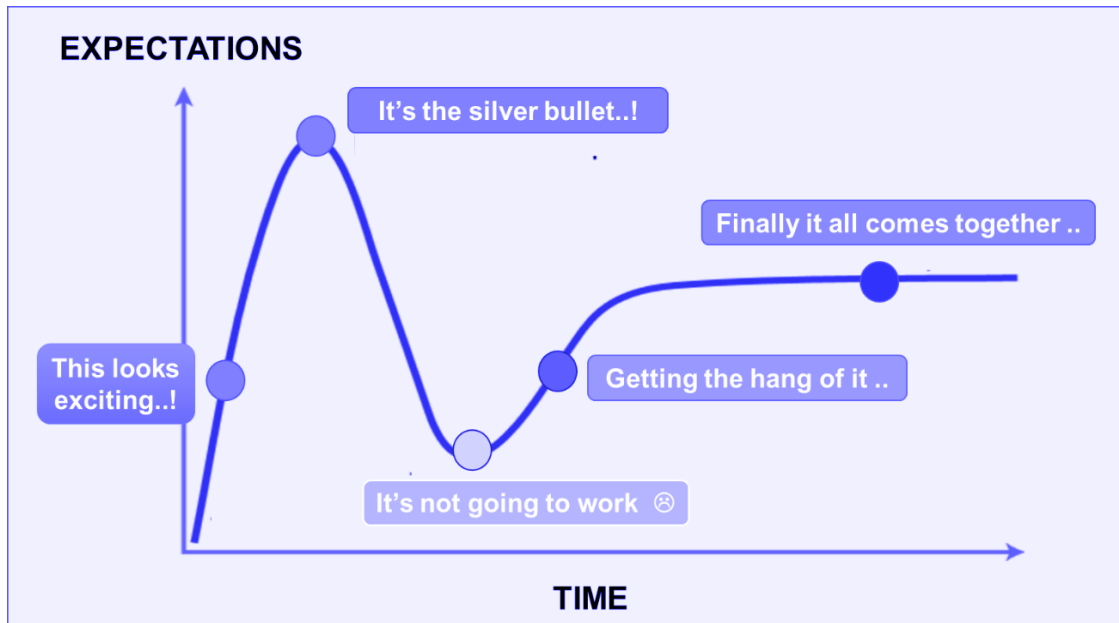 EXPECTATIONS
It's the silver bullet..!
Finally it all comes together ..
This looks
exciting..!
Getting the hang of it ..
It's not going to work ☹
TIME